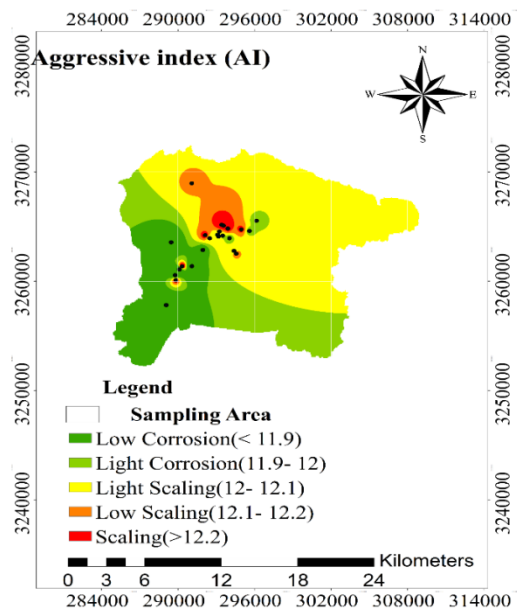 284000 290000 296000 302000 308000 314000
Aggressive index (AI)
N
W E
S
3280000 3280000
3270000 3270000
3260000 3260000
3250000 3250000
3240000 3240000
Legend
Sampling Area
Low Corrosion(< 11.9)
Light Corrosion(11.9- 12)
Light Scaling(12- 12.1)
Low Scaling(12.1- 12.2)
Scaling(>12.2)
Kilometers
0 3 6 12 18 24
284000 290000 296000 302000 308000 314000